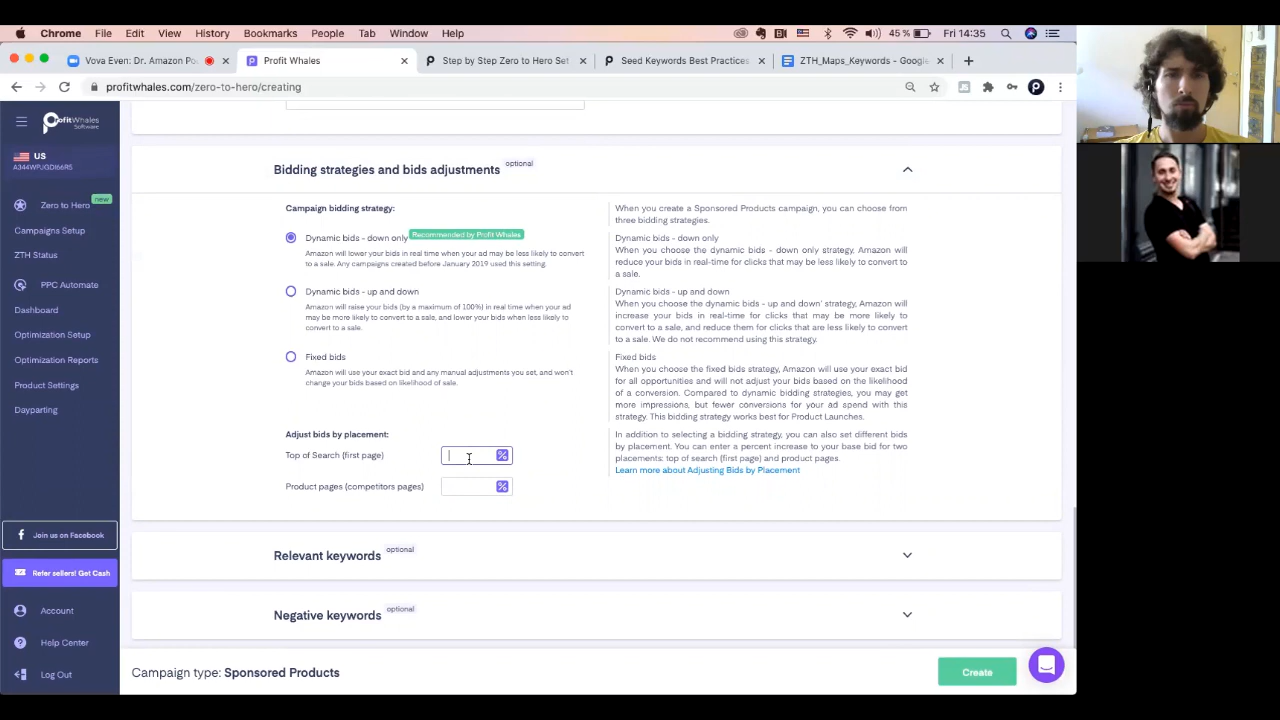 Chrome File Edit View History Bookmarks People Tab Window Help 45 % Fri 14:35
Vova Even: Dr. Amazon Po Profit Whales Step by Step Zero to Hero Set Seed Keywords Best Practices ZTH_Maps_Keywords - Google
profitwhales.com/zero-to-hero/creating
ProfitWhales
Software
US
A344WPJGDI66R5
Zero to Hero new
Campaigns Setup
ZTH Status
PPC Automate
Dashboard
Optimization Setup
Optimization Reports
Product Settings
Dayparting
Join us on Facebook
Refer sellers! Get Cash
Account
Help Center
Log Out
Bidding strategies and bids adjustments optional
Campaign bidding strategy:
Dynamic bids - down only Recommended by Profit Whales
Amazon will lower your bids in real time when your ad may be less likely to convert
to a sale. Any campaigns created before January 2019 used this setting.
Dynamic bids - up and down
Amazon will raise your bids (by a maximum of 100%) in real time when your ad
may be more likely to convert to a sale, and lower your bids when less likely to
convert to a sale.
Fixed bids
Amazon will use your exact bid and any manual adjustments you set, and won't
change your bids based on likelihood of sale.
Adjust bids by placement:
Top of Search (first page) %
Product pages (competitors pages) %
When you create a Sponsored Products campaign, you can choose from
three bidding strategies.
Dynamic bids - down only
When you choose the dynamic bids - down only strategy, Amazon will
reduce your bids in real-time for clicks that may be less likely to convert to
a sale.
Dynamic bids - up and down
When you choose the dynamic bids - up and down' strategy, Amazon will
increase your bids in real-time for clicks that may be more likely to
convert to a sale, and reduce them for clicks that are less likely to convert
to a sale. We do not recommend using this strategy.
Fixed bids
When you choose the fixed bids strategy, Amazon will use your exact bid
for all opportunities and will not adjust your bids based on the likelihood
of a conversion. Compared to dynamic bidding strategies, you may get
more impressions, but fewer conversions for your ad spend with this
strategy. This bidding strategy works best for Product Launches.
In addition to selecting a bidding strategy, you can also set different bids
by placement. You can enter a percent increase to your base bid for two
placements: top of search (first page) and product pages.
Learn more about Adjusting Bids by Placement
Relevant keywords optional
Negative keywords optional
Campaign type: Sponsored Products
Create